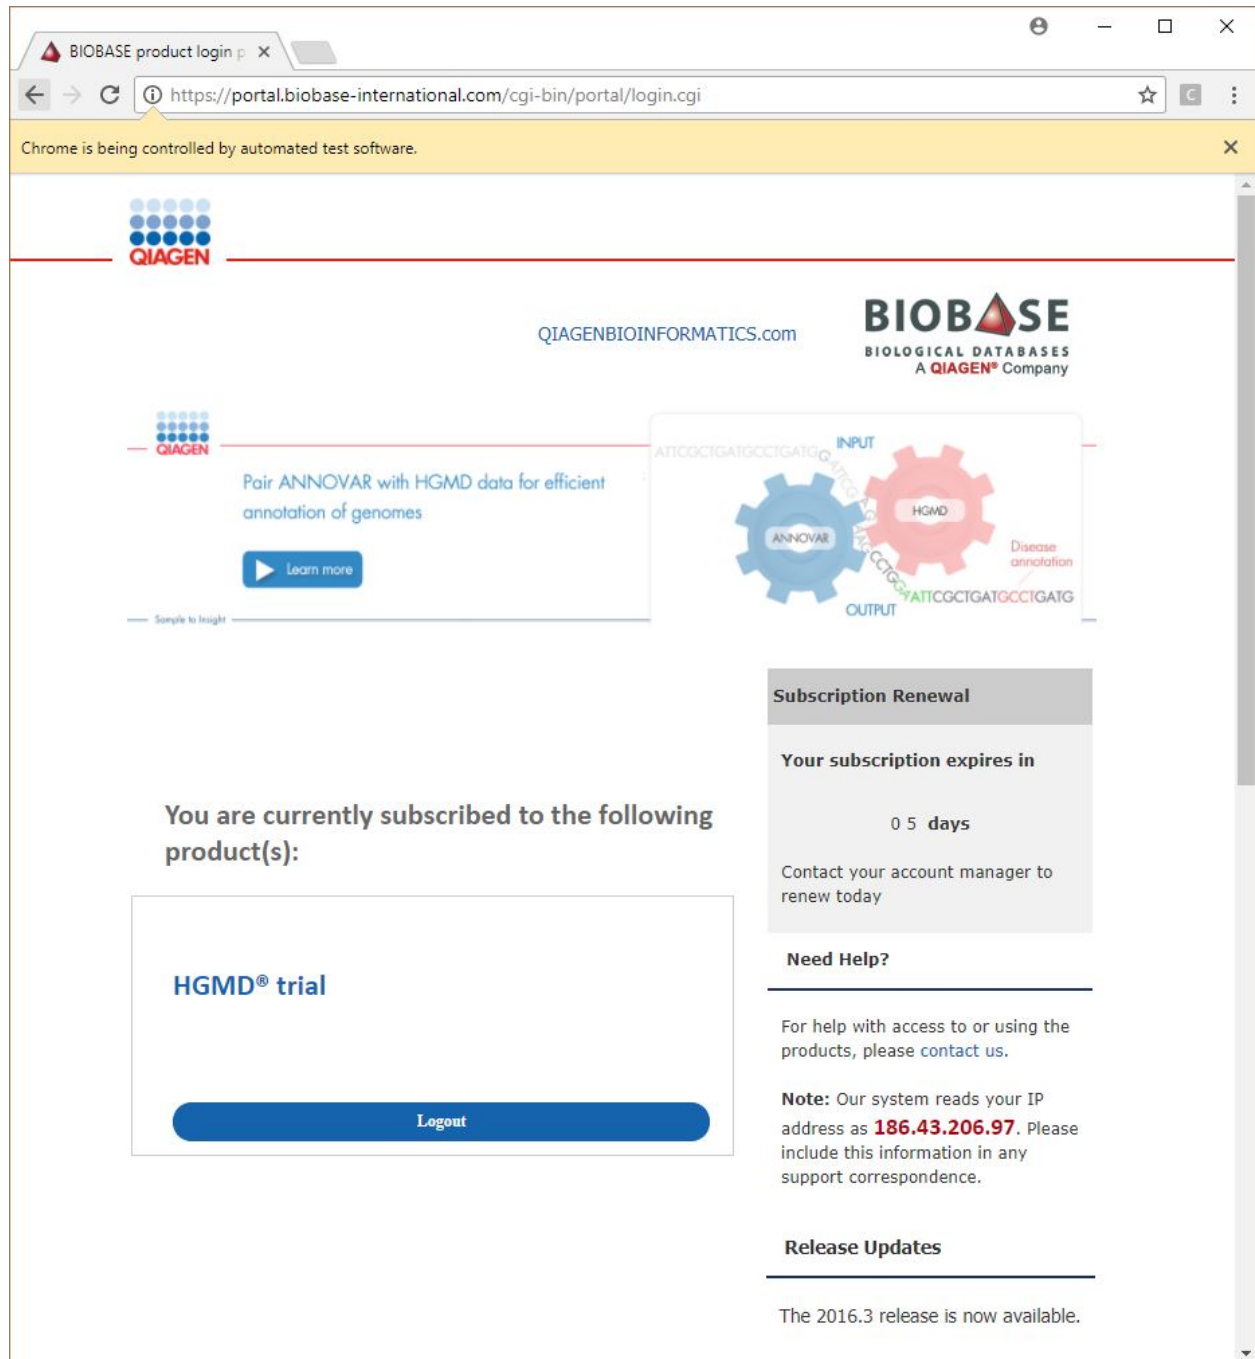 BIOBASE product login p
https://portal.biobase-international.com/cgi-bin/portal/login.cgi
C
Chrome is being controlled by automated test software.
QIAGEN
QIAGENBIOINFORMATICS.com
BIOBASE
BIOLOGICAL DATABASES
A QIAGEN® Company
QIAGEN
Pair ANNOVAR with HGMD data for efficient
annotation of genomes
Learn more
Sample to Insight
INPUT
HGMD
ANNOVAR
Disease
annotation
OUTPUT
Subscription Renewal
Your subscription expires in
0 5 days
Contact your account manager to
renew today
You are currently subscribed to the following
product(s):
HGMD® trial
Logout
Need Help?
For help with access to or using the
products, please contact us.
Note: Our system reads your IP
address as 186.43.206.97. Please
include this information in any
support correspondence.
Release Updates
The 2016.3 release is now available.